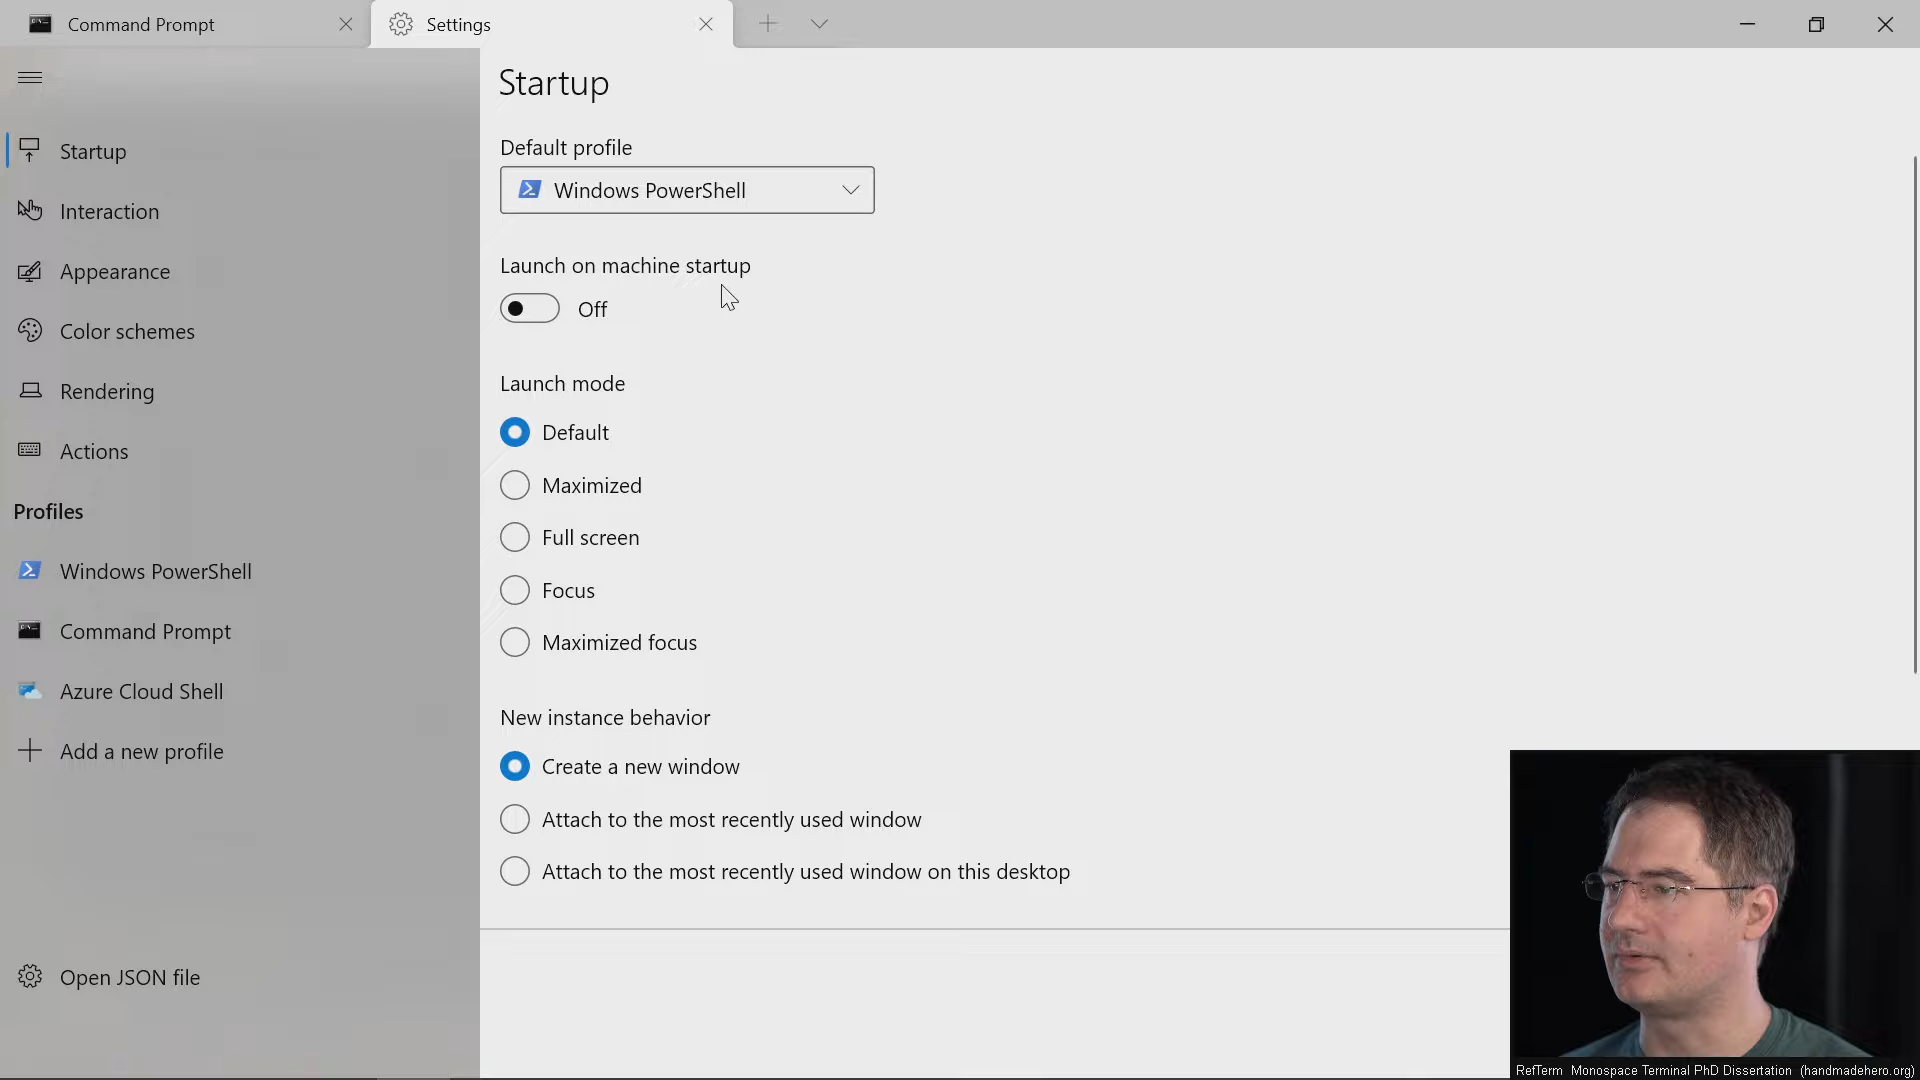 Command Prompt
Settings
Startup
Interaction
Appearance
Color schemes
Rendering
Actions
Profiles
Windows PowerShell
Command Prompt
Azure Cloud Shell
Add a new profile
Open JSON file
Startup
Default profile
Windows PowerShell
Launch on machine startup
Off
Launch mode
Default
Maximized
Full screen
Focus
Maximized focus
New instance behavior
Create a new window
Attach to the most recently used window
Attach to the most recently used window on this desktop
RefTerm Monospace Terminal PhD Dissertation (handmadehero.org)